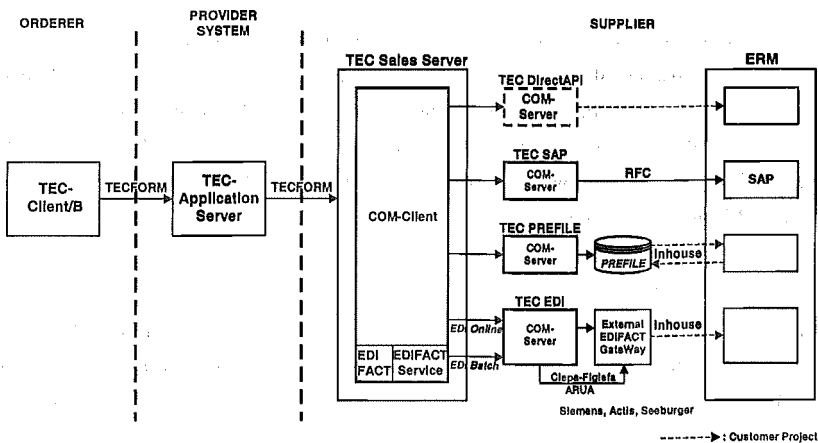 ORDERER
PROVIDER
SYSTEM
SUPPLIER
TEC Sales Server
ERM
TEC DirectAPI
COM-
Server
TEC SAP
COM-
Server
RFC
SAP
TEC-
Client/B
TECFORM
TEC-
Application
Server
TECFORM
COM-Client
TEC PREFILE
COM-
Server
PREFILE
Inhouse
TEC EDI
EDI Online
COM-
Server
External
EDIFACT
GateWay
Inhouse
EDI
FACT
EDIFACT
Service
EDI Batch
Clepa-Figiefa
ARUA
Siemens, Actis, Seeburger
: Customer Project